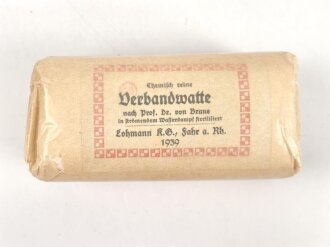 Chemisch reine
Verbandwatte
nach Prof. Dr. von Bruns
in strömendem Wasserdampf sterilisiert
Lohmann K.G., Fahr a. Rh.
1939